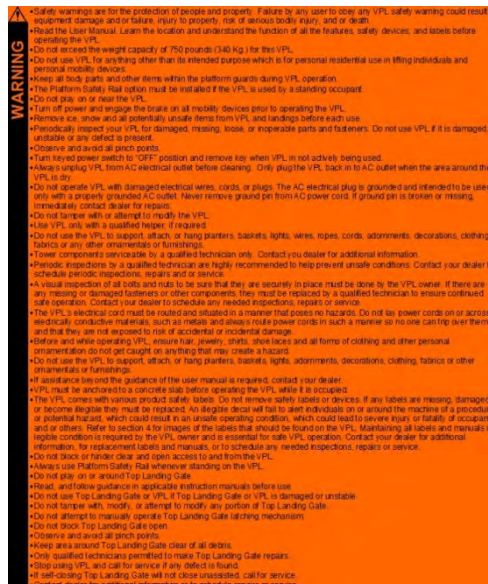 WARNING
•Safety warnings are for the protection of people and property. Failure by any user to obey any VPL safety warning could result
equipment damage and/or failure, injury to property, risk of serious bodily injury, and or death.
•Read the User Manual. Learn the location and understand the function of all the features, safety devices, and labels before
operating the VPL.
•Do not exceed the weight capacity of 750 pounds (340 Kg.) for this VPL.
•Do not use VPL for anything other than its intended purpose which is for personal residential use in lifting individuals and
personal mobility devices.
•Keep all body parts and other items within the platform guards during VPL operation.
•The Platform Safety Rail option must be installed if the VPL is used by a standing occupant.
•Do not play on or near the VPL.
•Turn off power and engage the brake on all mobility devices prior to operating the VPL.
•Remove ice, snow and all potentially unsafe items from VPL and landings before each use.
•Periodically inspect your VPL for damaged, missing, loose, or inoperable parts and fasteners. Do not use VPL if it is damaged,
unstable or any defect is present.
•Observe and avoid all pinch points.
•Turn keyed power switch to "OFF" position and remove key when VPL in not actively being used.
•Always unplug VPL from AC electrical outlet before cleaning. Only plug the VPL back in to AC outlet when the area around the
VPL is dry.
•Do not operate VPL with damaged electrical wires, cords, or plugs. The AC electrical plug is grounded and intended to be used
only with a properly grounded AC outlet. Never remove ground pin from AC power cord. If ground pin is broken or missing,
immediately contact dealer for repairs.
•Do not tamper with or attempt to modify the VPL.
•Use VPL only with a qualified helper, if required.
•Do not use the VPL to support, attach, or hang planters, baskets, lights, wires, ropes, cords, adornments, decorations, clothing,
fabrics or any other ornamentals or furnishings.
•Tower components serviceable by a qualified technician only. Contact you dealer for additional information.
•Periodic inspections by a qualified technician are highly recommended to help prevent unsafe conditions. Contact your dealer
schedule periodic inspections, repairs and or service.
•A visual inspection of all bolts and nuts to be sure that they are securely in place must be done by the VPL owner. If there are
any missing or damaged fasteners or other components, they must be replaced by a qualified technician to ensure continued
safe operation. Contact your dealer to schedule any needed inspections, repairs or service.
•The VPL's electrical cord must be routed and situated in a manner that poses no hazards. Do not lay power cords on or across
electrically conductive materials, such as metals and always route power cords in such a manner so no one can trip over them
and that they are not exposed to risk of accidental or incidental damage.
•Before and while operating VPL, ensure hair, jewelry, shirts, shoe laces and all forms of clothing and other personal
ornamentation do not get caught on anything that may create a hazard.
•Do not use the VPL to support, attach, or hang planters, baskets, lights, adornments, decorations, clothing, fabrics or other
ornamentals or furnishings.
•If assistance beyond the guidance of the user manual is required, contact your dealer.
•VPL must be anchored to a concrete slab before operating the VPL while it is occupied.
•The VPL comes with various product safety labels. Do not remove safety labels or devices. If any labels are missing, damaged
or become illegible they must be replaced. An illegible decal will fail to alert individuals on or around the machine of a procedu
or potential hazard, which could result in an unsafe operating condition, which could lead to severe injury or fatality of occupan
and or others. Refer to section 4 for images of the labels that should be found on the VPL. Maintaining all labels and manuals i
legible condition is required by the VPL owner and is essential for safe VPL operation. Contact your dealer for additional
information, for replacement labels and manuals, or to schedule any needed inspections, repairs or service.
•Do not block or hinder clear and open access to and from the VPL.
•Always use Platform Safety Rail whenever standing on the VPL.
•Do not play on or around Top Landing Gate.
•Read, and follow guidance in applicable instruction manuals before use.
•Do not use Top Landing Gate or VPL if Top Landing Gate or VPL is damaged or unstable.
•Do not tamper with, modify, or attempt to modify any portion of Top Landing Gate.
•Do not attempt to manually operate Top Landing Gate latching mechanism.
•Do not block Top Landing Gate open.
•Observe and avoid all pinch points.
•Keep area around Top Landing Gate clear of all debris.
•Only qualified technicians permitted to make Top Landing Gate repairs.
•Stop using VPL and call for service if any defect is found.
•If self-closing Top Landing Gate will not close unassisted, call for service.